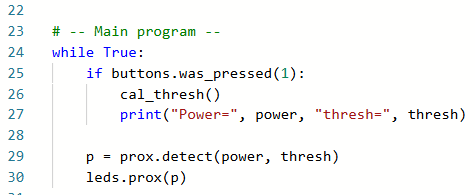 22
23 # -- Main program --
24 while True:
25     if buttons.was_pressed(1):
26         cal_thresh()
27         print("Power=", power, "thresh=", thresh)
28
29     p = prox.detect(power, thresh)
30     leds.prox(p)